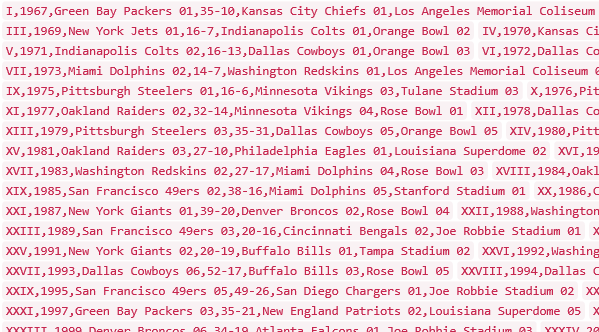 I,1967,Green Bay Packers 01,35-10,Kansas City Chiefs 01,Los Angeles Memorial Coliseum
III,1969,New York Jets 01,16-7,Indianapolis Colts 01,Orange Bowl 02 IV,1970,Kansas Ci
V,1971,Indianapolis Colts 02,16-13,Dallas Cowboys 01,Orange Bowl 03 VI,1972,Dallas Co
VII,1973,Miami Dolphins 02,14-7,Washington Redskins 01,Los Angeles Memorial Coliseum 0
IX,1975,Pittsburgh Steelers 01,16-6,Minnesota Vikings 03,Tulane Stadium 03 X,1976,Pit
XI,1977,Oakland Raiders 02,32-14,Minnesota Vikings 04,Rose Bowl 01 XII,1978,Dallas Co
XIII,1979,Pittsburgh Steelers 03,35-31,Dallas Cowboys 05,Orange Bowl 05 XIV,1980,Pitt
XV,1981,Oakland Raiders 03,27-10,Philadelphia Eagles 01,Louisiana Superdome 02 XVI,19
XVII,1983,Washington Redskins 02,27-17,Miami Dolphins 04,Rose Bowl 03 XVIII,1984,Oakl
XIX,1985,San Francisco 49ers 02,38-16,Miami Dolphins 05,Stanford Stadium 01 XX,1986,C
XXI,1987,New York Giants 01,39-20,Denver Broncos 02,Rose Bowl 04 XXII,1988,Washington
XXIII,1989,San Francisco 49ers 03,20-16,Cincinnati Bengals 02,Joe Robbie Stadium 01 X
XXV,1991,New York Giants 02,20-19,Buffalo Bills 01,Tampa Stadium 02 XXVI,1992,Washing
XXVII,1993,Dallas Cowboys 06,52-17,Buffalo Bills 03,Rose Bowl 05 XXVIII,1994,Dallas C
XXIX,1995,San Francisco 49ers 05,49-26,San Diego Chargers 01,Joe Robbie Stadium 02 XX
XXXI,1997,Green Bay Packers 03,35-21,New England Patriots 02,Louisiana Superdome 05 X
XXXIII,1999,Denver Broncos 06,34-19,Atlanta Falcons 01,Joe Robbie Stadium 03 XXXIV,20